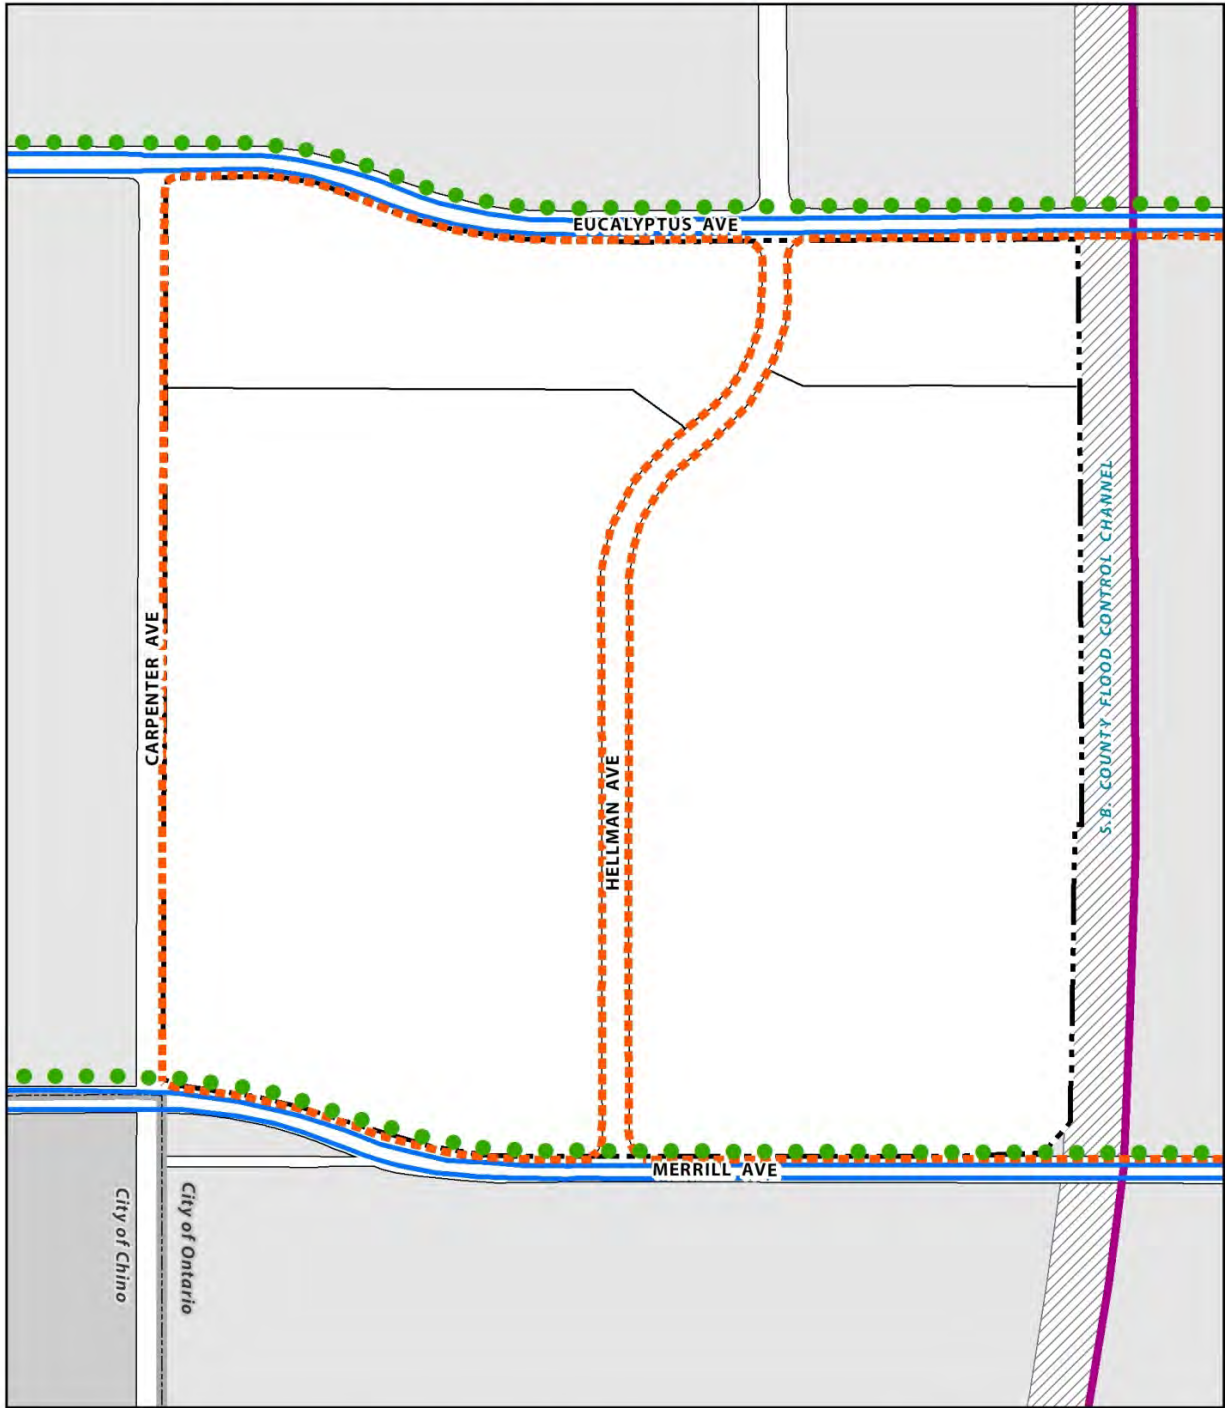 EUCALYPTUS AVE
S.B. COUNTY FLOOD CONTROL CHANNEL
CARPENTER AVE
HELLMAN AVE
MERRILL AVE
City of Chino
City of Ontario